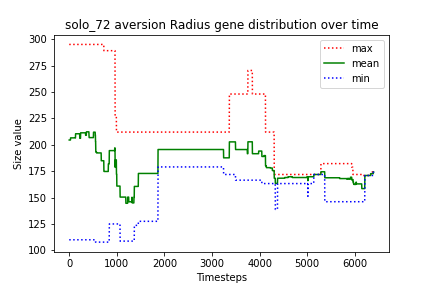 solo_72 aversion Radius gene distribution over time
300
275
250
225
200
175
150
125
100
Size value
max
mean
min
0
1000
2000
3000
4000
5000
6000
Timesteps